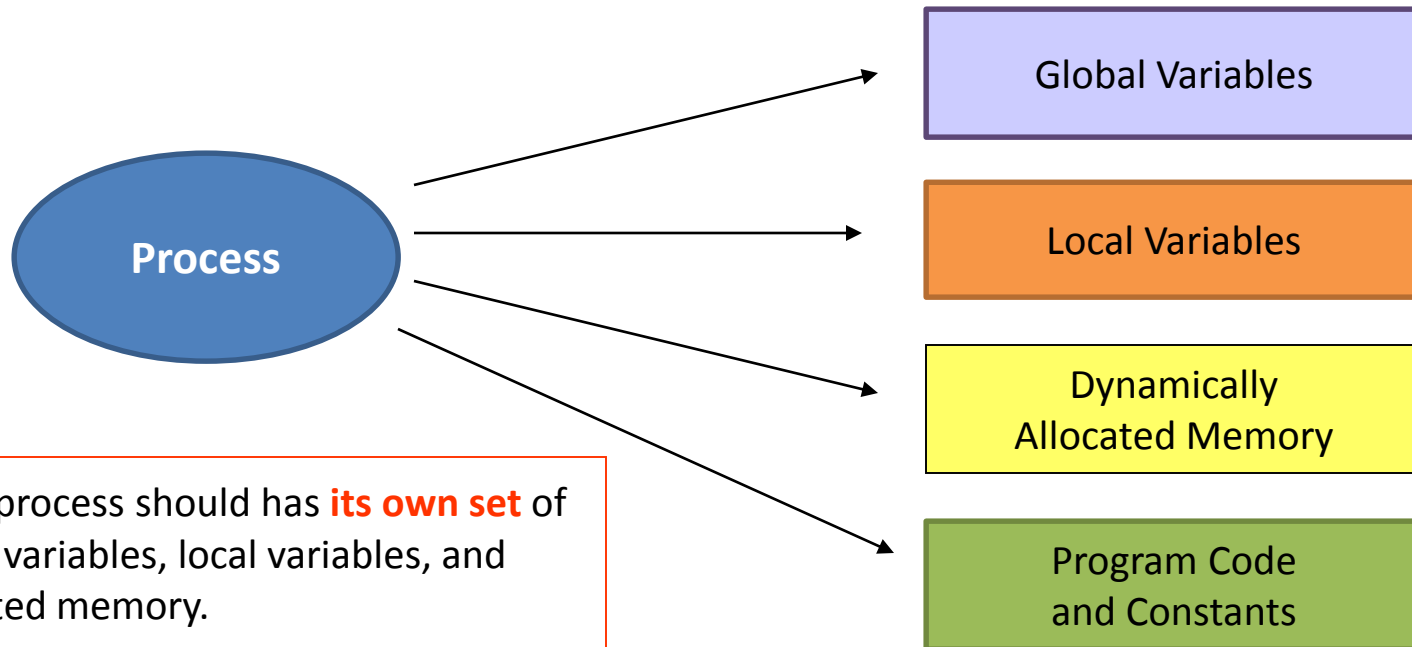 Global Variables
Process
Local Variables
Dynamically
Allocated Memory
process should has its own set of
variables, local variables, and
memory.
Program Code
and Constants